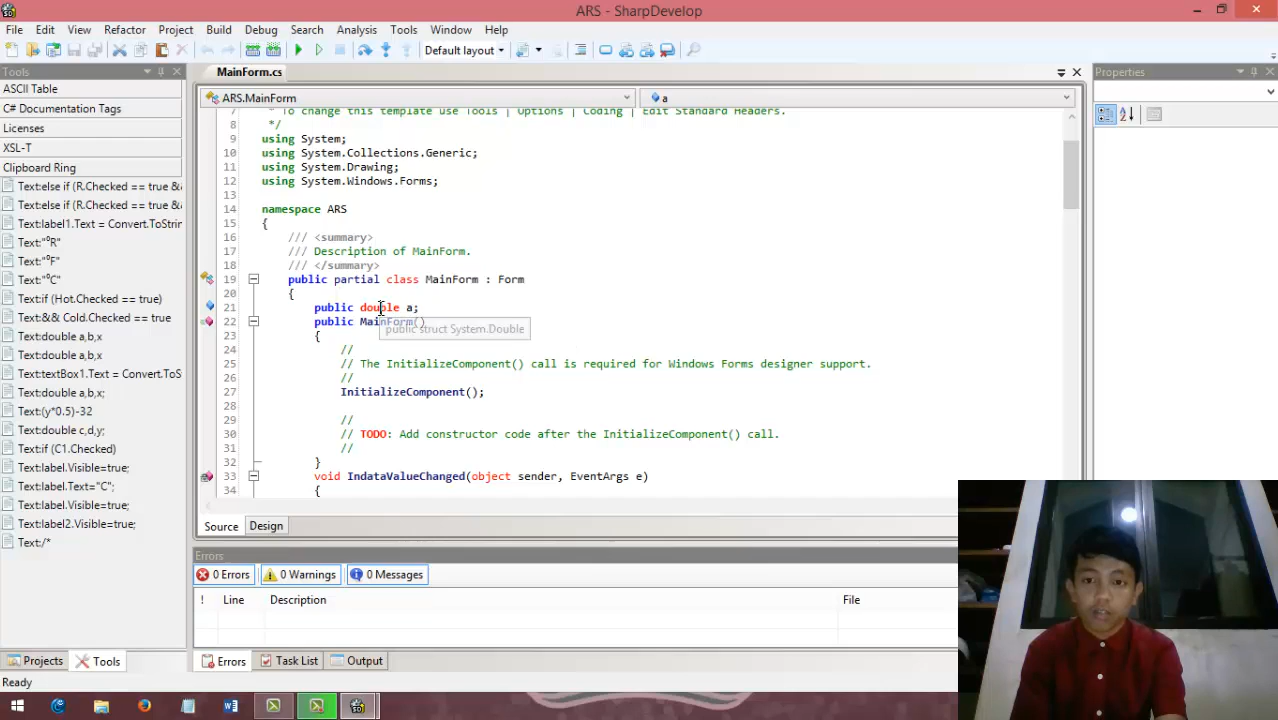 ARS - SharpDevelop
File Edit View Refactor Project Build Debug Search Analysis Tools Window Help
Default layout
Tools
ASCII Table
C# Documentation Tags
Licenses
XSL-T
Clipboard Ring
Text:else if (R.Checked == true &
Text:else if (R.Checked == true &
Text:label1.Text = Convert.ToStrin
Text:"⁰R"
Text:"⁰F"
Text:"⁰C"
Text:if (Hot.Checked == true)
Text:&& Cold.Checked == true
Text:double a,b,x
Text:double a,b,x
Text:textBox1.Text = Convert.ToS
Text:double a,b,x;
Text:(y*0.5)-32
Text:double c,d,y;
Text:if (C1.Checked)
Text:label.Visible=true;
Text:label.Text="C";
Text:label.Visible=true;
Text:label2.Visible=true;
Text:/*
Projects Tools
MainForm.cs
ARS.MainForm a
7 * To change this template use Tools | Options | Coding | Edit Standard Headers.
8 */
9 using System;
10 using System.Collections.Generic;
11 using System.Drawing;
12 using System.Windows.Forms;
13
14 namespace ARS
15 {
16 /// <summary>
17 /// Description of MainForm.
18 /// </summary>
19 public partial class MainForm : Form
20 {
21 public double a;
22 public MainForm()
public struct System.Double
23 {
24 //
25 // The InitializeComponent() call is required for Windows Forms designer support.
26 //
27 InitializeComponent();
28
29 //
30 // TODO: Add constructor code after the InitializeComponent() call.
31 //
32 }
33 void IndataValueChanged(object sender, EventArgs e)
34 {
Source Design
Errors
0 Errors 0 Warnings 0 Messages
! Line Description File
Errors Task List Output
Properties
Ready